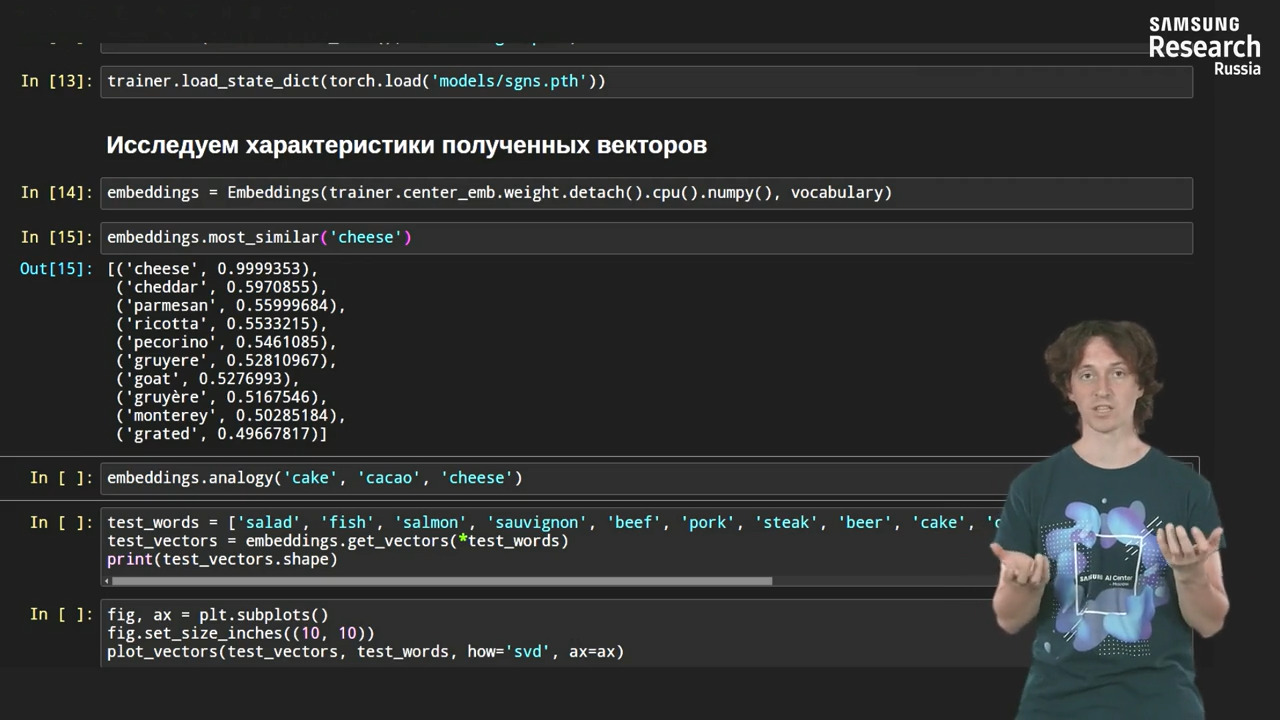 SAMSUNG
Research
Russia
In [13]: trainer.load_state_dict(torch.load('models/sgns.pth'))
Исследуем характеристики полученных векторов
In [14]: embeddings = Embeddings(trainer.center_emb.weight.detach().cpu().numpy(), vocabulary)
In [15]: embeddings.most_similar('cheese')
Out[15]: [('cheese', 0.9999353),
('cheddar', 0.5970855),
('parmesan', 0.55999684),
('ricotta', 0.5533215),
('pecorino', 0.5461085),
('gruyere', 0.52810967),
('goat', 0.5276993),
('gruyère', 0.5167546),
('monterey', 0.50285184),
('grated', 0.49667817)]
In [ ]: embeddings.analogy('cake', 'cacao', 'cheese')
In [ ]: test_words = ['salad', 'fish', 'salmon', 'sauvignon', 'beef', 'pork', 'steak', 'beer', 'cake', 
test_vectors = embeddings.get_vectors(*test_words)
print(test_vectors.shape)
In [ ]: fig, ax = plt.subplots()
fig.set_size_inches((10, 10))
plot_vectors(test_vectors, test_words, how='svd', ax=ax)
SAMSUNG AI Center